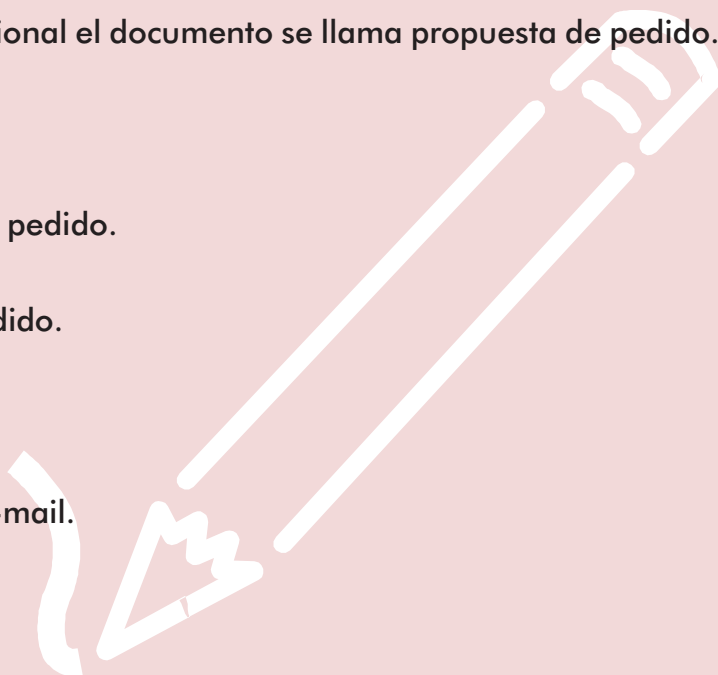 ional el documento se llama propuesta de pedido.
pedido.
dido.
-mail.